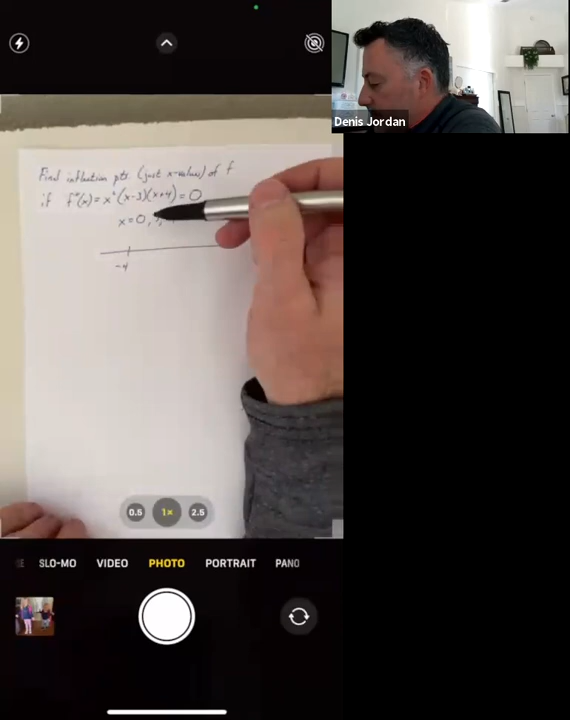 Denis Jordan
Find inflection pts. (just x-values) of f
if f"(x) = x²(x-3)(x+4) = 0
x=0,
-4
0.5 1× 2.5
SLO-MO VIDEO PHOTO PORTRAIT PANO